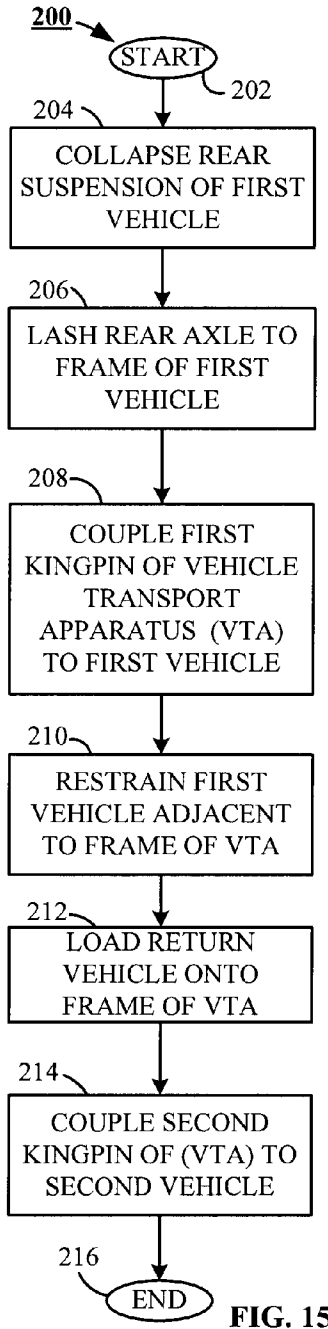 200
START
202
204
COLLAPSE REAR
SUSPENSION OF FIRST
VEHICLE
206
LASH REAR AXLE TO
FRAME OF FIRST
VEHICLE
208
COUPLE FIRST
KINGPIN OF VEHICLE
TRANSPORT
APPARATUS (VTA)
TO FIRST VEHICLE
210
RESTRAIN FIRST
VEHICLE ADJACENT
TO FRAME OF VTA
212
LOAD RETURN
VEHICLE ONTO
FRAME OF VTA
214
COUPLE SECOND
KINGPIN OF (VTA) TO
SECOND VEHICLE
216
END
FIG. 15